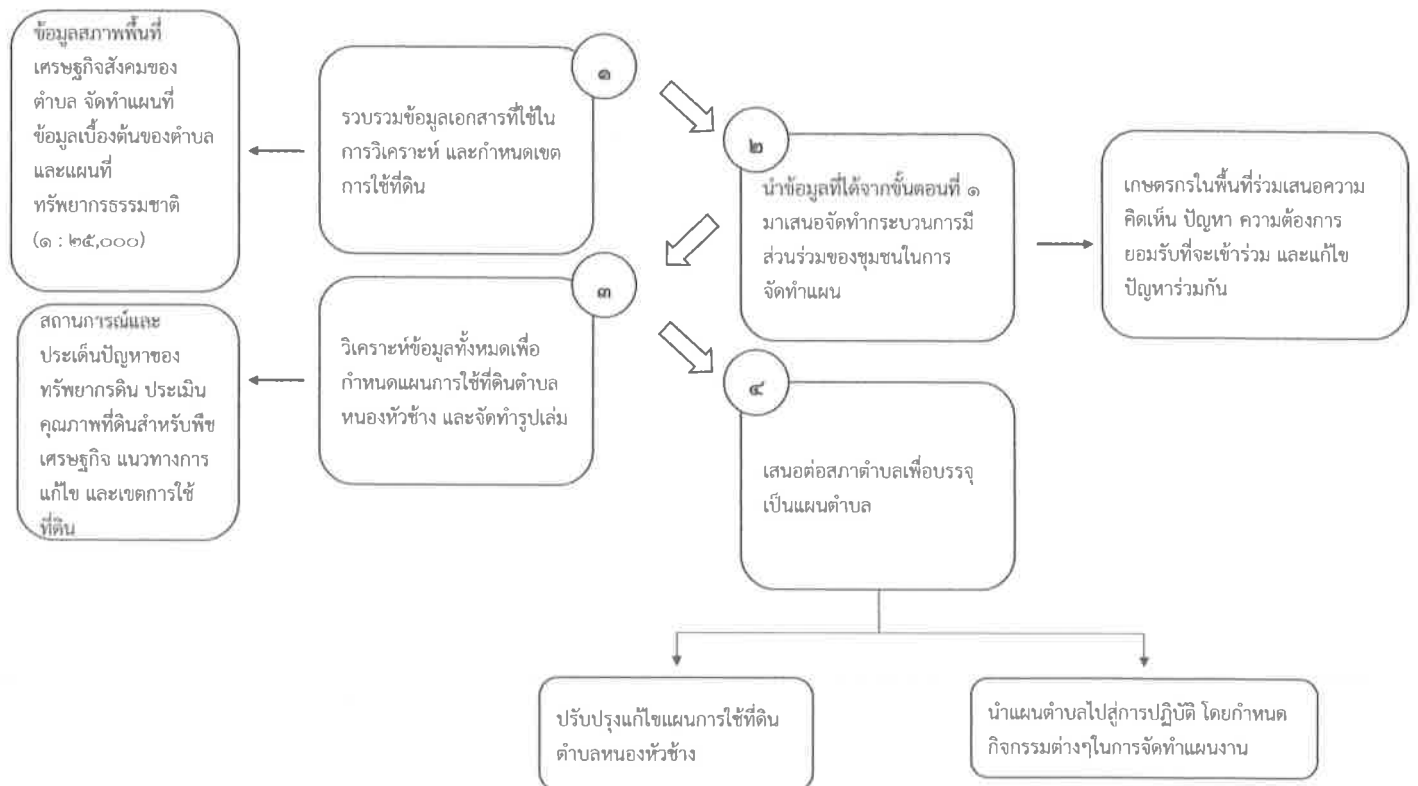 ข้อมูลสภาพพื้นที่
เศรษฐกิจสังคมของ
ตำบล จัดทำแผนที่
ข้อมูลเบื้องต้นของตำบล
และแผนที่
ทรัพยากรธรรมชาติ
(๑ : ๒๕,๐๐๐)
๑
รวบรวมข้อมูลเอกสารที่ใช้ใน
การวิเคราะห์ และกำหนดเขต
การใช้ที่ดิน
๒
นำข้อมูลที่ได้จากขั้นตอนที่ ๑
มาเสนอจัดทำกระบวนการมี
ส่วนร่วมของชุมชนในการ
จัดทำแผน
เกษตรกรในพื้นที่ร่วมเสนอความ
คิดเห็น ปัญหา ความต้องการ
ยอมรับที่จะเข้าร่วม และแก้ไข
ปัญหาร่วมกัน
๓
วิเคราะห์ข้อมูลทั้งหมดเพื่อ
กำหนดแผนการใช้ที่ดินตำบล
หนองหัวช้าง และจัดทำรูปเล่ม
สถานการณ์และ
ประเด็นปัญหาของ
ทรัพยากรดิน ประเมิน
คุณภาพที่ดินสำหรับพืช
เศรษฐกิจ แนวทางการ
แก้ไข และเขตการใช้
ที่ดิน
๔
เสนอต่อสภาตำบลเพื่อบรรจุ
เป็นแผนตำบล
ปรับปรุงแก้ไขแผนการใช้ที่ดิน
ตำบลหนองหัวช้าง
นำแผนตำบลไปสู่การปฏิบัติ โดยกำหนด
กิจกรรมต่างๆในการจัดทำแผนงาน